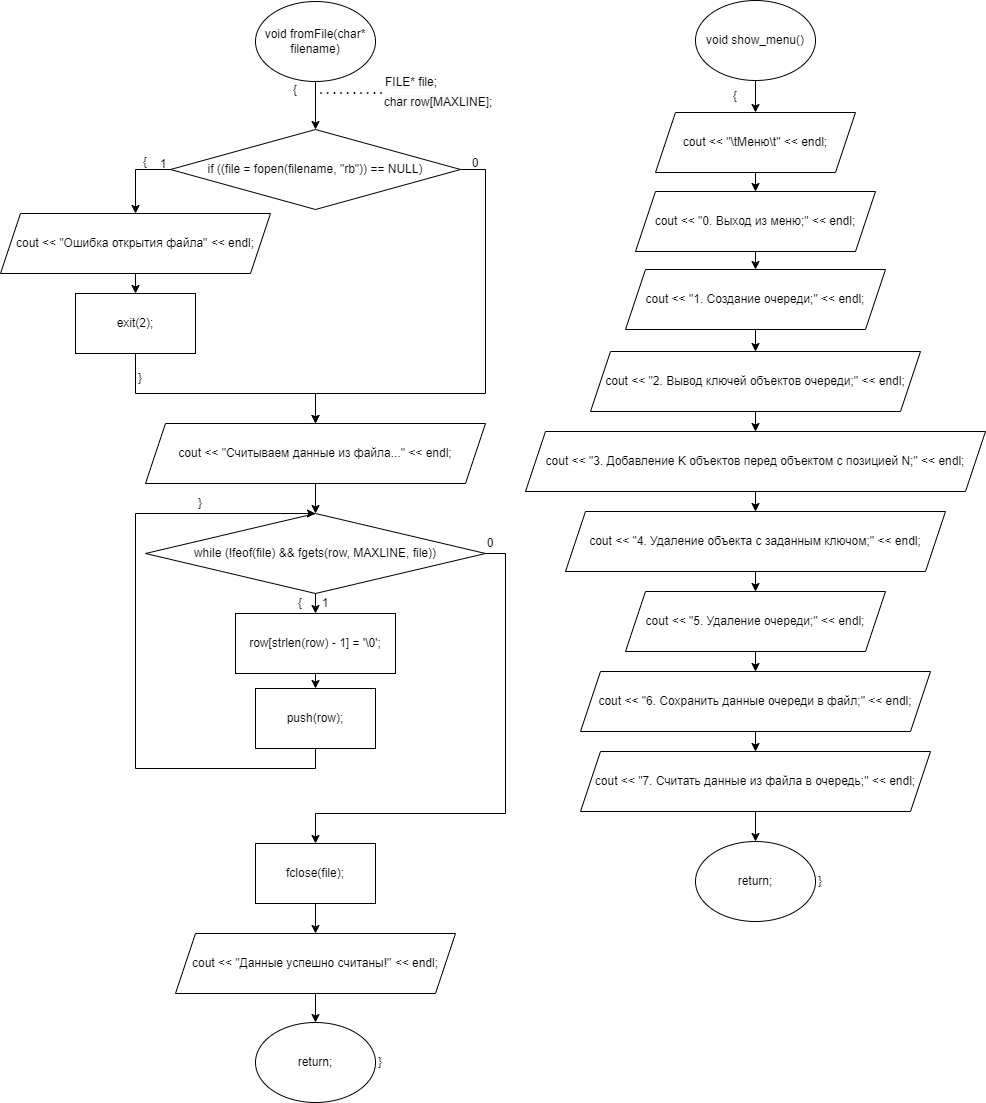 void fromFile(char*
filename)
{
FILE* file;
char row[MAXLINE];
if ((file = fopen(filename, "rb")) == NULL)
{ 1
0
cout << "Ошибка открытия файла" << endl;
exit(2);
}
cout << "Считываем данные из файла..." << endl;
}
while (!feof(file) && fgets(row, MAXLINE, file))
0
{ 1
row[strlen(row) - 1] = '\0';
push(row);
fclose(file);
cout << "Данные успешно считаны!" << endl;
return;
}
void show_menu()
{
cout << "\tМеню\t" << endl;
cout << "0. Выход из меню;" << endl;
cout << "1. Создание очереди;" << endl;
cout << "2. Вывод ключей объектов очереди;" << endl;
cout << "3. Добавление K объектов перед объектом с позицией N;" << endl;
cout << "4. Удаление объекта с заданным ключом;" << endl;
cout << "5. Удаление очереди;" << endl;
cout << "6. Сохранить данные очереди в файл;" << endl;
cout << "7. Считать данные из файла в очередь;" << endl;
return;
}